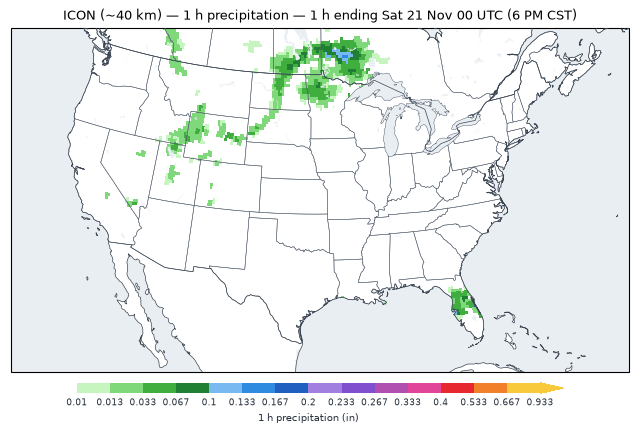 ICON (~40 km) — 1 h precipitation — 1 h ending Sat 21 Nov 00 UTC (6 PM CST)
0.01 0.013 0.033 0.067 0.1 0.133 0.167 0.2 0.233 0.267 0.333 0.4 0.533 0.667 0.933
1 h precipitation (in)